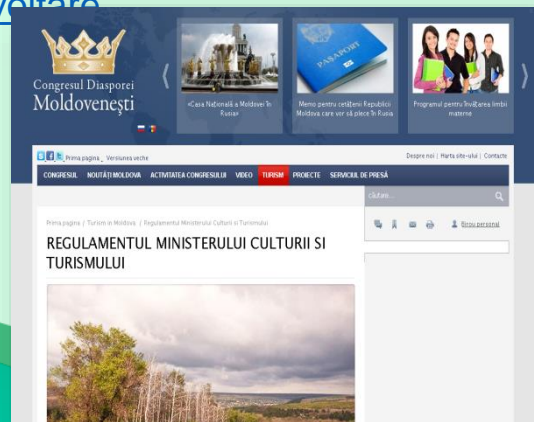 voltare
Congresul Diasporei
Moldovenești
«Casa Națională a Moldovei în
Rusia»
PASAPORT
Memo pentru cetățenii Republicii
Moldova care vor să plece în Rusia
Programul pentru învățarea limbii
materne
Prima pagina Versiunea veche
Despre noi | Harta site-ului | Contacte
CONGRESUL NOUTĂȚI MOLDOVA ACTIVITATEA CONGRESULUI VIDEO TURISM PROIECTE SERVICIUL DE PRESĂ
căutare...
Prima pagina / Turism in Moldova / Regulamentul Ministerului Culturii si Turismului
Birou personal
REGULAMENTUL MINISTERULUI CULTURII SI
TURISMULUI